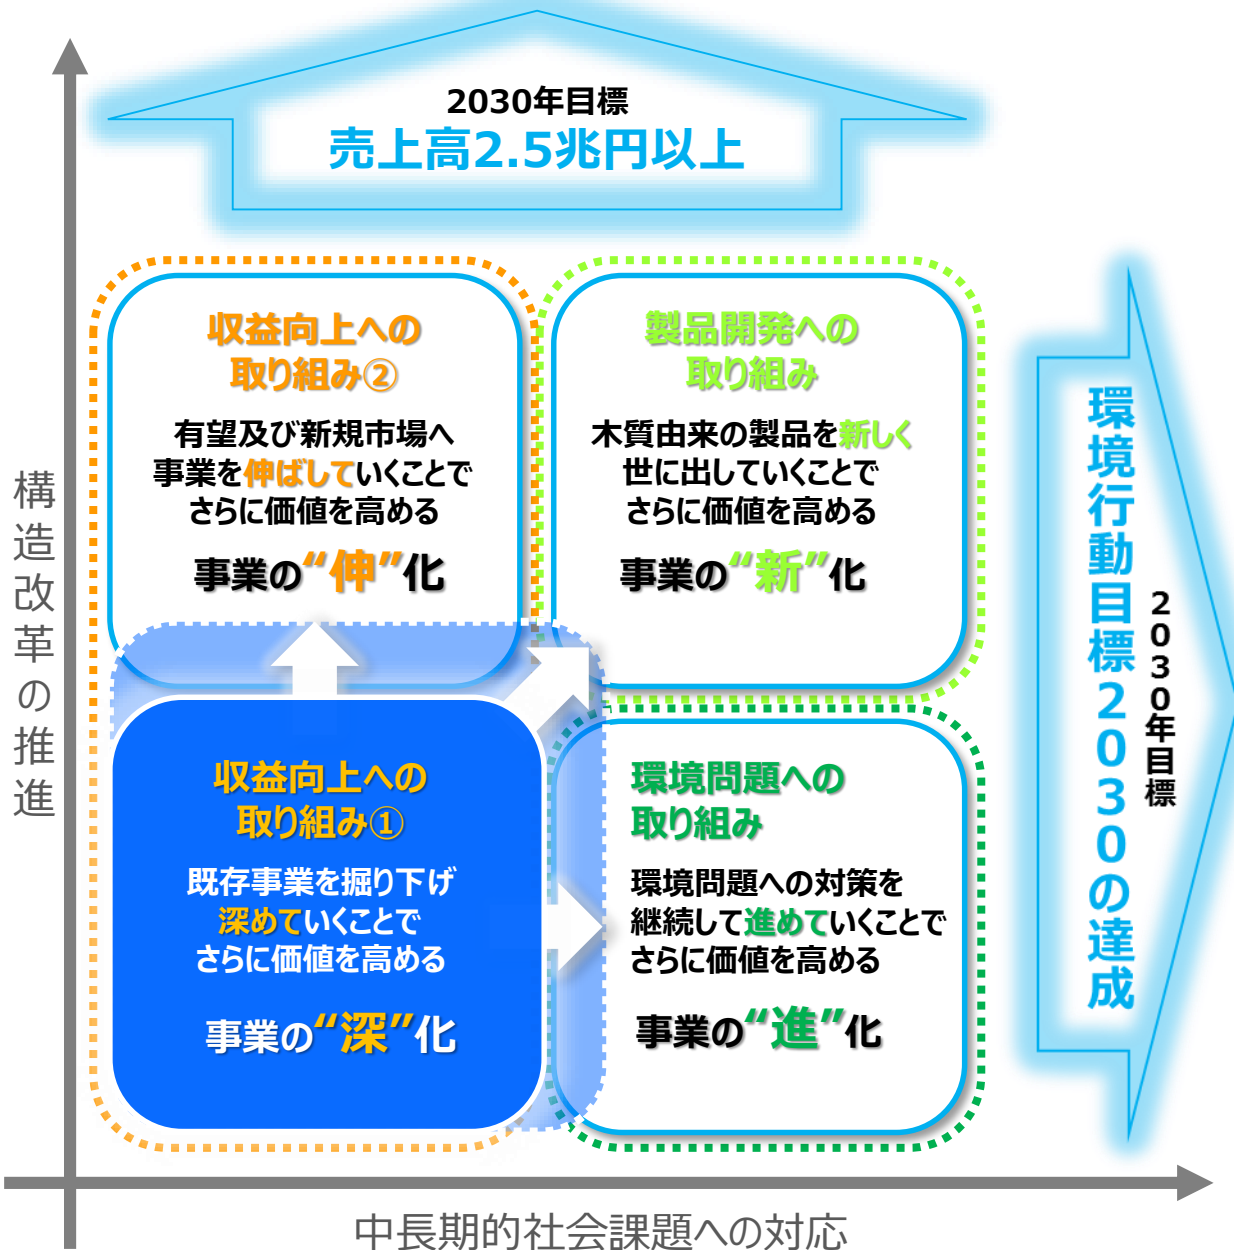 2030年目標
売上高2.5兆円以上
構造改革の推進
収益向上への
取り組み②
有望及び新規市場へ
事業を伸ばしていくことで
さらに価値を高める
事業の“伸”化
製品開発への
取り組み
木質由来の製品を新しく
世に出していくことで
さらに価値を高める
事業の“新”化
収益向上への
取り組み①
既存事業を掘り下げ
深めていくことで
さらに価値を高める
事業の“深”化
環境問題への
取り組み
環境問題への対策を
継続して進めていくことで
さらに価値を高める
事業の“進”化
2030年目標
環境行動目標2030の達成
中長期的社会課題への対応